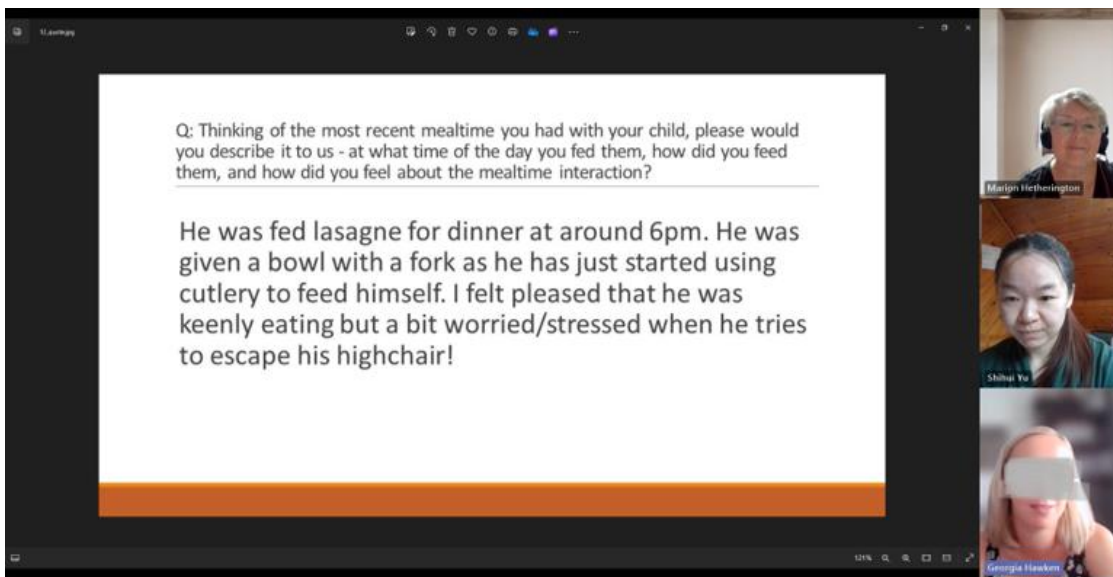 Q: Thinking of the most recent mealtime you had with your child, please would
you describe it to us - at what time of the day you fed them, how did you feed
them, and how did you feel about the mealtime interaction?
He was fed lasagne for dinner at around 6pm. He was
given a bowl with a fork as he has just started using
cutlery to feed himself. I felt pleased that he was
keenly eating but a bit worried/stressed when he tries
to escape his highchair!
Marion Hetherington
Shihui Yu
Georgia Hawken
121%